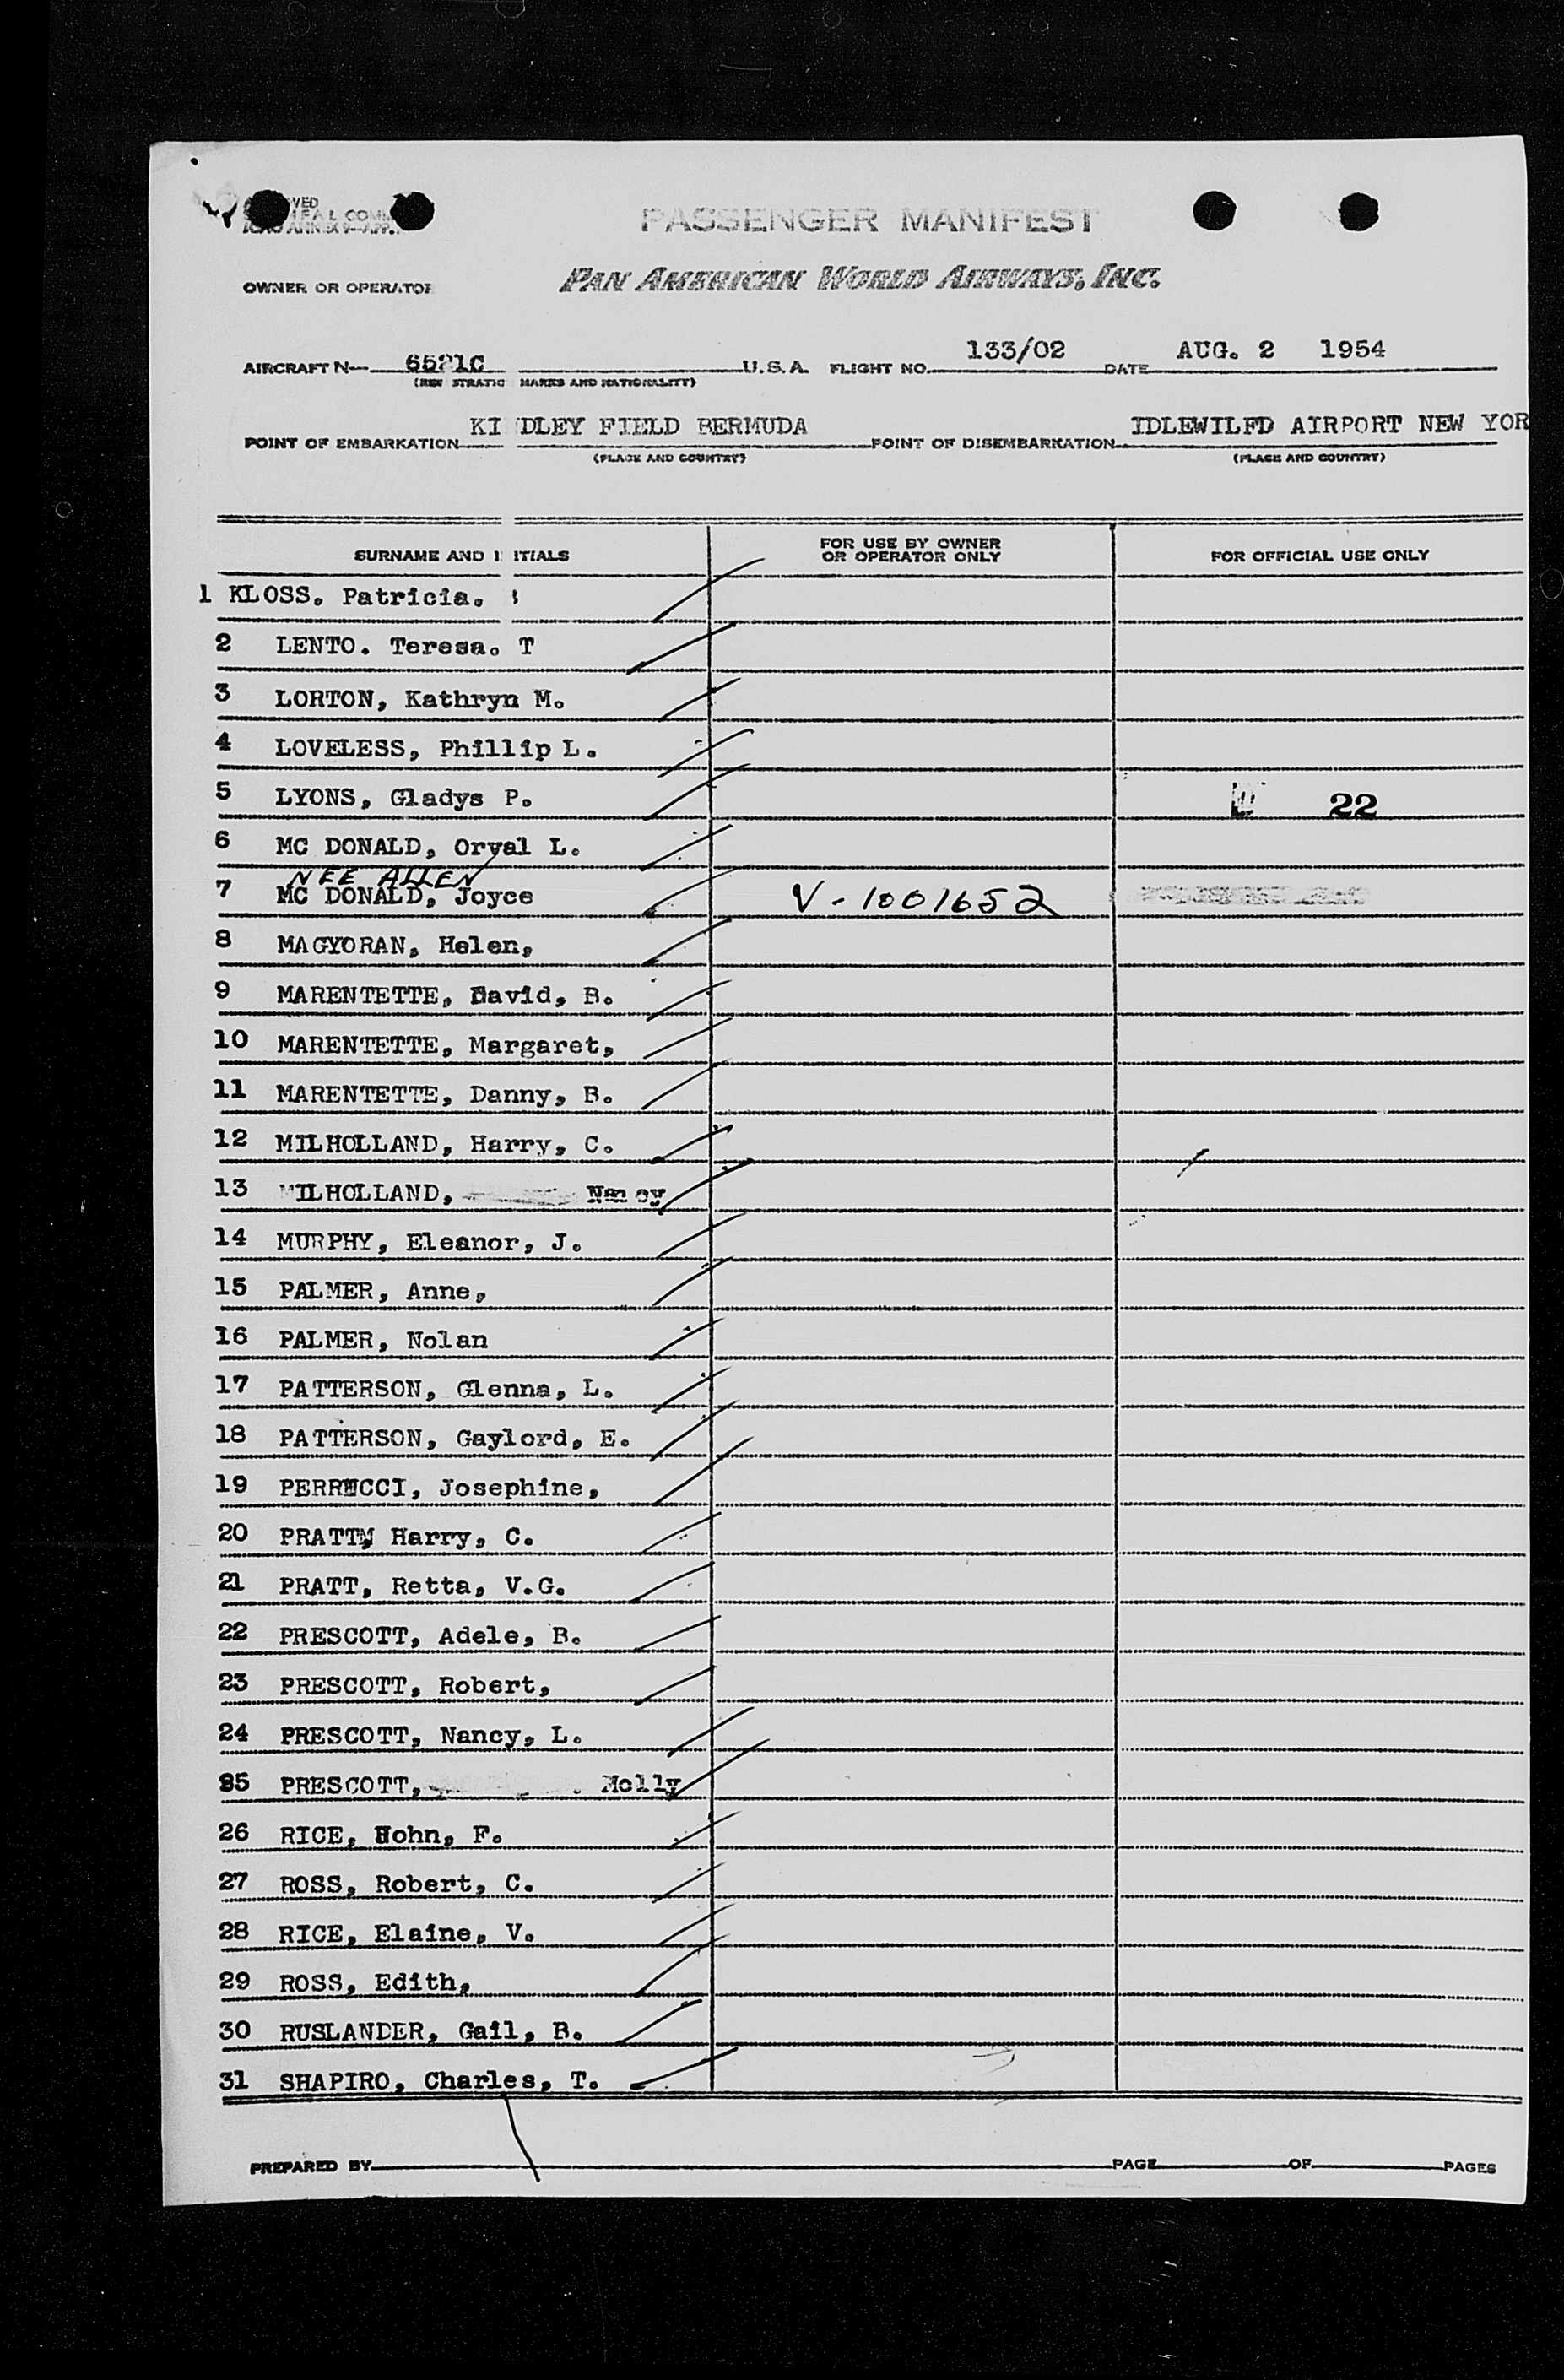 PASSENGER MANIFEST
OWNER OR OPERATOR PAN AMERICAN WORLD AIRWAYS, INC.
AIRCRAFT N— 6521C U.S.A. FLIGHT NO. 133/02 DATE AUG. 2 1954
MARKS AND NATIONALITY)
POINT OF EMBARKATION KI DLEY FIELD BERMUDA POINT OF DISEMBARKATION IDLEWILFD AIRPORT NEW YOR
(PLACE AND COUNTRY) (PLACE AND COUNTRY)
SURNAME AND I ITIALS FOR USE BY OWNER OR OPERATOR ONLY FOR OFFICIAL USE ONLY
1 KLOSS. Patricia.
2 LENTO. Teresa. T
3 LORTON, Kathryn M.
4 LOVELESS, Phillip L.
5 LYONS, Gladys P. 22
6 MC DONALD, Orval L.
NEE ALLEN
7 MC DONALD, Joyce V-1001652
8 MAGYORAN, Helen,
9 MARENTETTE, David, B.
10 MARENTETTE, Margaret,
11 MARENTETTE, Danny, B.
12 MILHOLLAND, Harry, C.
13 MILHOLLAND, Nancy
14 MURPHY, Eleanor, J.
15 PALMER, Anne,
16 PALMER, Nolan
17 PATTERSON, Glenna, L.
18 PATTERSON, Gaylord, E.
19 PERRUCCI, Josephine,
20 PRATT, Harry, C.
21 PRATT, Retta, V.G.
22 PRESCOTT, Adele, B.
23 PRESCOTT, Robert,
24 PRESCOTT, Nancy, L.
25 PRESCOTT, Molly
26 RICE, John, F.
27 ROSS, Robert, C.
28 RICE, Elaine, V.
29 ROSS, Edith,
30 RUSLANDER, Gail, B.
31 SHAPIRO, Charles, T.
PREPARED BY PAGE OF PAGES